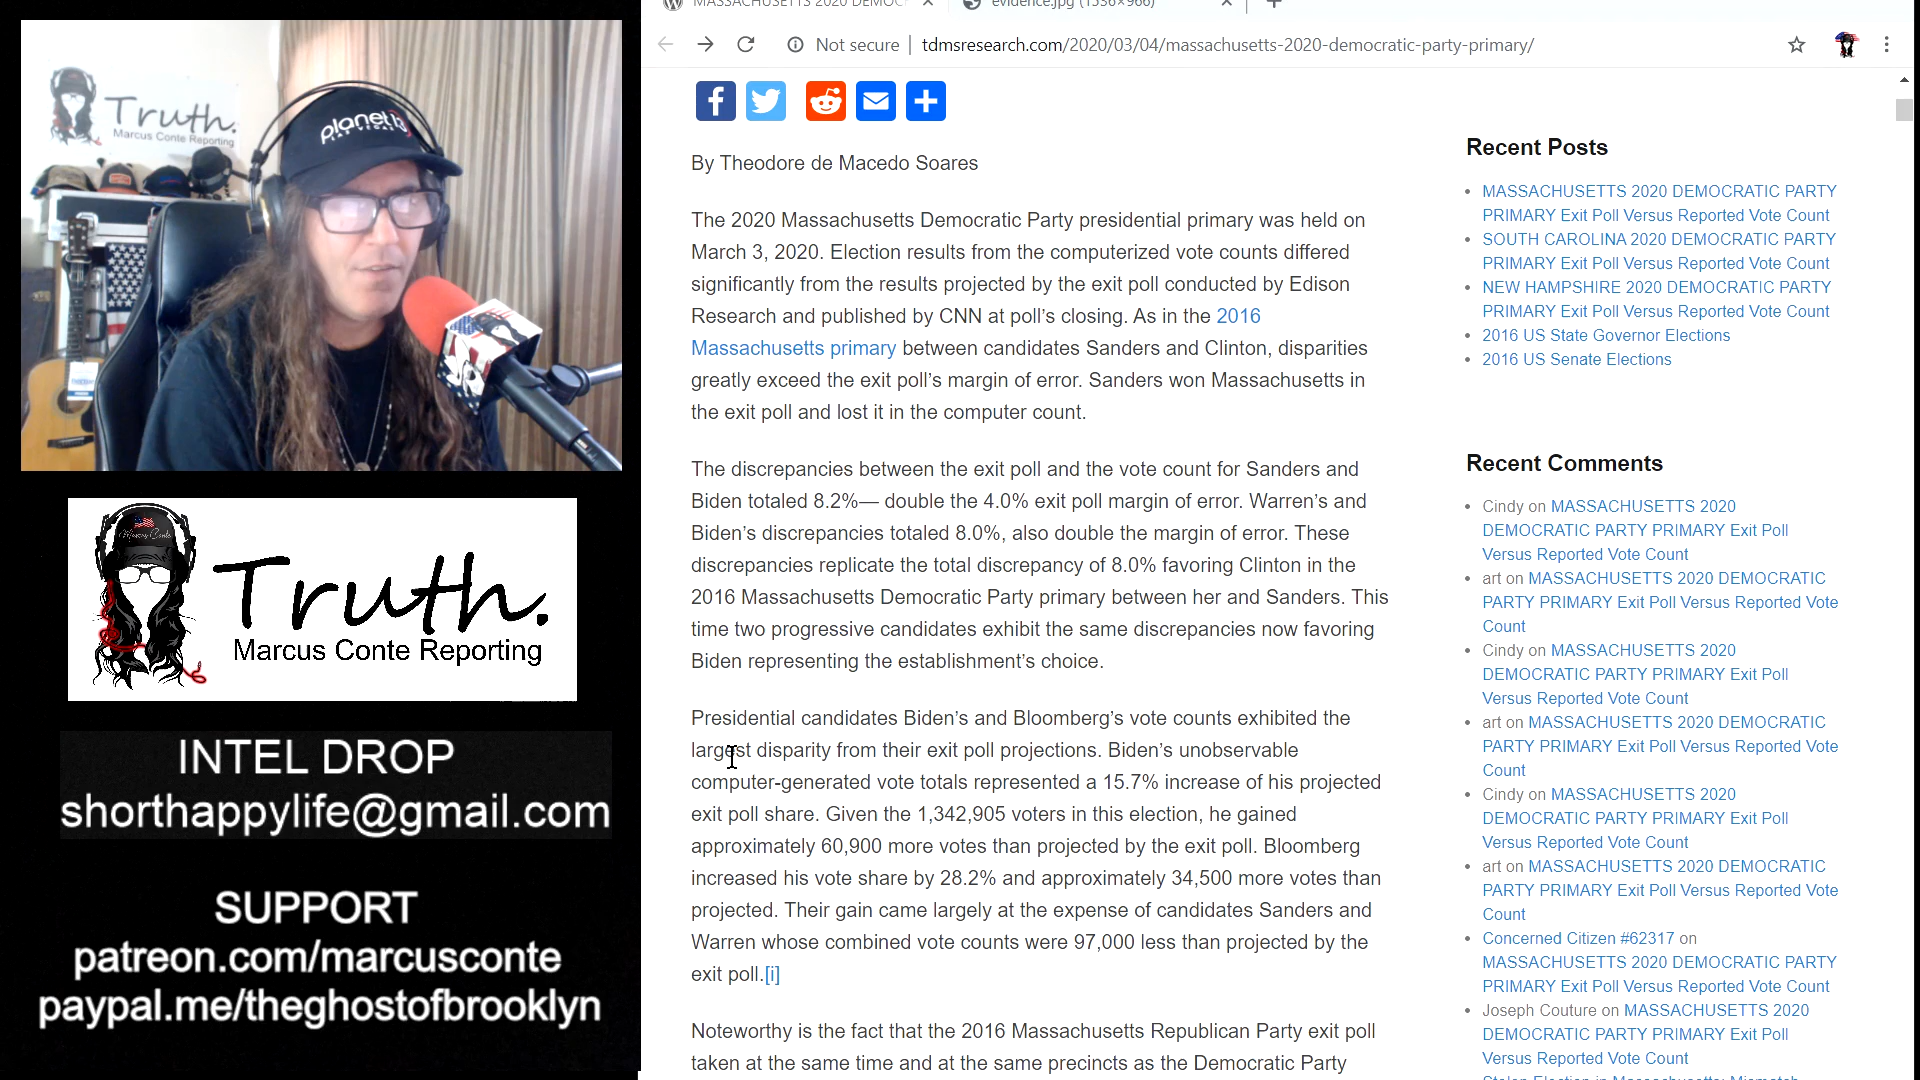 MASSACHUSETTS 2020 DEMOC
evidence.jpg (1536×966)
Not secure | tdmsresearch.com/2020/03/04/massachusetts-2020-democratic-party-primary/
Truth.
Marcus Conte Reporting
planet 13
LAS VEGAS
Truth.
Marcus Conte Reporting
INTEL DROP
shorthappylife@gmail.com
SUPPORT
patreon.com/marcusconte
paypal.me/theghostofbrooklyn
By Theodore de Macedo Soares
The 2020 Massachusetts Democratic Party presidential primary was held on
March 3, 2020. Election results from the computerized vote counts differed
significantly from the results projected by the exit poll conducted by Edison
Research and published by CNN at poll’s closing. As in the 2016
Massachusetts primary between candidates Sanders and Clinton, disparities
greatly exceed the exit poll’s margin of error. Sanders won Massachusetts in
the exit poll and lost it in the computer count.
The discrepancies between the exit poll and the vote count for Sanders and
Biden totaled 8.2%— double the 4.0% exit poll margin of error. Warren’s and
Biden’s discrepancies totaled 8.0%, also double the margin of error. These
discrepancies replicate the total discrepancy of 8.0% favoring Clinton in the
2016 Massachusetts Democratic Party primary between her and Sanders. This
time two progressive candidates exhibit the same discrepancies now favoring
Biden representing the establishment’s choice.
Presidential candidates Biden’s and Bloomberg’s vote counts exhibited the
largest disparity from their exit poll projections. Biden’s unobservable
computer-generated vote totals represented a 15.7% increase of his projected
exit poll share. Given the 1,342,905 voters in this election, he gained
approximately 60,900 more votes than projected by the exit poll. Bloomberg
increased his vote share by 28.2% and approximately 34,500 more votes than
projected. Their gain came largely at the expense of candidates Sanders and
Warren whose combined vote counts were 97,000 less than projected by the
exit poll.[i]
Noteworthy is the fact that the 2016 Massachusetts Republican Party exit poll
taken at the same time and at the same precincts as the Democratic Party
Recent Posts
MASSACHUSETTS 2020 DEMOCRATIC PARTY
PRIMARY Exit Poll Versus Reported Vote Count
SOUTH CAROLINA 2020 DEMOCRATIC PARTY
PRIMARY Exit Poll Versus Reported Vote Count
NEW HAMPSHIRE 2020 DEMOCRATIC PARTY
PRIMARY Exit Poll Versus Reported Vote Count
2016 US State Governor Elections
2016 US Senate Elections
Recent Comments
Cindy on MASSACHUSETTS 2020
DEMOCRATIC PARTY PRIMARY Exit Poll
Versus Reported Vote Count
art on MASSACHUSETTS 2020 DEMOCRATIC
PARTY PRIMARY Exit Poll Versus Reported Vote
Count
Cindy on MASSACHUSETTS 2020
DEMOCRATIC PARTY PRIMARY Exit Poll
Versus Reported Vote Count
art on MASSACHUSETTS 2020 DEMOCRATIC
PARTY PRIMARY Exit Poll Versus Reported Vote
Count
Cindy on MASSACHUSETTS 2020
DEMOCRATIC PARTY PRIMARY Exit Poll
Versus Reported Vote Count
art on MASSACHUSETTS 2020 DEMOCRATIC
PARTY PRIMARY Exit Poll Versus Reported Vote
Count
Concerned Citizen #62317 on
MASSACHUSETTS 2020 DEMOCRATIC PARTY
PRIMARY Exit Poll Versus Reported Vote Count
Joseph Couture on MASSACHUSETTS 2020
DEMOCRATIC PARTY PRIMARY Exit Poll
Versus Reported Vote Count
Stolen Election in Massachusetts: Mismatch